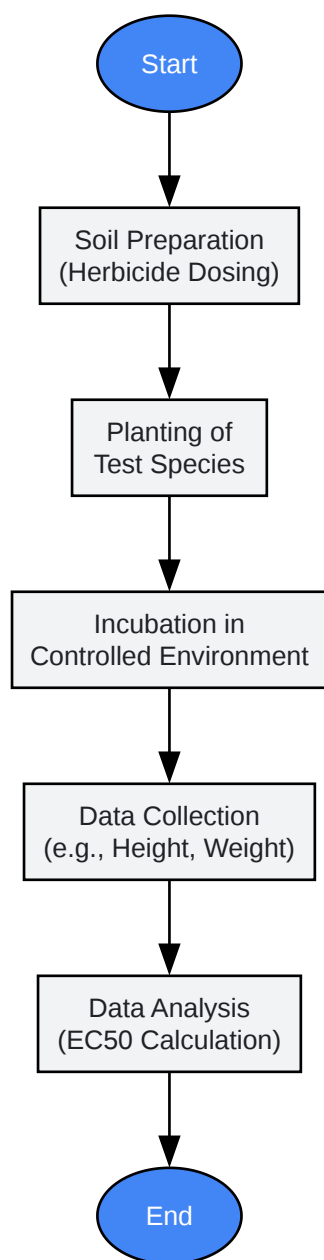 Start
Soil Preparation
(Herbicide Dosing)
Planting of
Test Species
Incubation in
Controlled Environment
Data Collection
(e.g., Height, Weight)
Data Analysis
(EC50 Calculation)
End